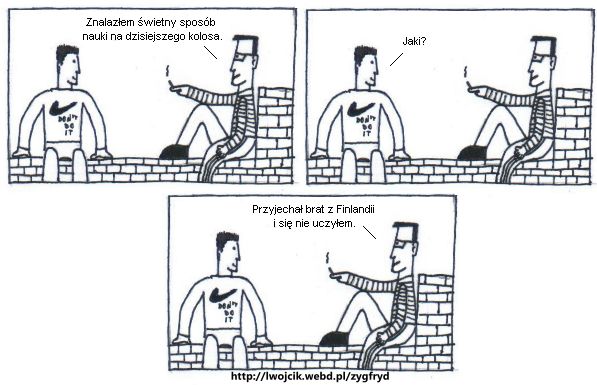 Znalazłem świetny sposób
nauki na dzisiejszego kolosa.
DON'T
DO
IT
Jaki?
DON'T
DO
IT
Przyjechał brat z Finlandii
i się nie uczyłem.
DON'T
DO
IT
http://lwojcik.webd.pl/zygfryd